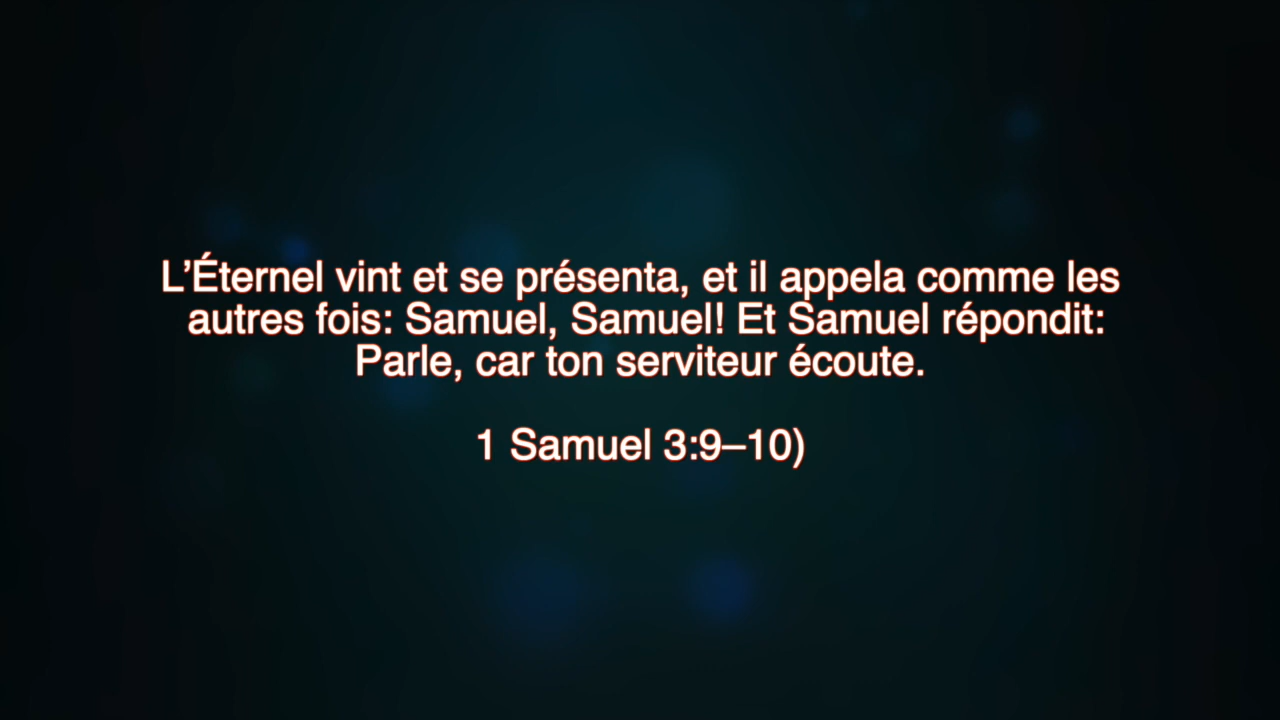 L’Éternel vint et se présenta, et il appela comme les
autres fois: Samuel, Samuel! Et Samuel répondit:
Parle, car ton serviteur écoute.
1 Samuel 3:9–10)